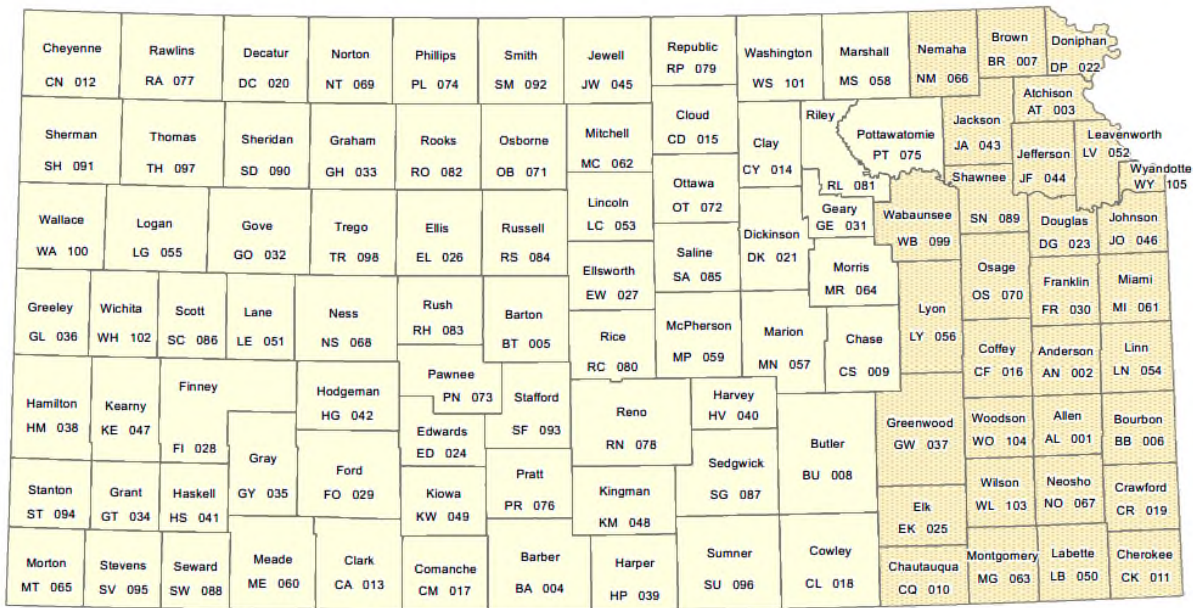 Cheyenne
CN 012
Rawlins
RA 077
Decatur
DC 020
Norton
NT 069
Phillips
PL 074
Smith
SM 092
Jewell
JW 045
Republic
RP 079
Washington
WS 101
Marshall
MS 058
Nemaha
NM 066
Brown
BR 007
Doniphan
DP 022
Atchison
AT 003
Sherman
SH 091
Thomas
TH 097
Sheridan
SD 090
Graham
GH 033
Rooks
RO 082
Osborne
OB 071
Mitchell
MC 062
Cloud
CD 015
Clay
CY 014
Riley
RL 081
Pottawatomie
PT 075
Jackson
JA 043
Jefferson
JF 044
Leavenworth
LV 052
Wyandotte
WY 105
Shawnee
SN 089
Wallace
WA 100
Logan
LG 055
Gove
GO 032
Trego
TR 098
Ellis
EL 026
Russell
RS 084
Lincoln
LC 053
Ottawa
OT 072
Saline
SA 085
Dickinson
DK 021
Geary
GE 031
Wabaunsee
WB 099
Douglas
DG 023
Johnson
JO 046
Ellsworth
EW 027
Morris
MR 064
Lyon
LY 056
Osage
OS 070
Franklin
FR 030
Miami
MI 061
Greeley
GL 036
Wichita
WH 102
Scott
SC 086
Lane
LE 051
Ness
NS 068
Rush
RH 083
Barton
BT 005
Rice
RC 080
McPherson
MP 059
Marion
MN 057
Chase
CS 009
Coffey
CF 016
Anderson
AN 002
Linn
LN 054
Hamilton
HM 038
Kearny
KE 047
Finney
FI 028
Hodgeman
HG 042
Pawnee
PN 073
Stafford
SF 093
Edwards
ED 024
Reno
RN 078
Harvey
HV 040
Butler
BU 008
Greenwood
GW 037
Woodson
WO 104
Allen
AL 001
Bourbon
BB 006
Gray
GY 035
Ford
FO 029
Pratt
PR 076
Sedgwick
SG 087
Stanton
ST 094
Grant
GT 034
Haskell
HS 041
Kiowa
KW 049
Kingman
KM 048
Elk
EK 025
Wilson
WL 103
Neosho
NO 067
Crawford
CR 019
Morton
MT 065
Stevens
SV 095
Seward
SW 088
Meade
ME 060
Clark
CA 013
Comanche
CM 017
Barber
BA 004
Harper
HP 039
Sumner
SU 096
Cowley
CL 018
Chautauqua
CQ 010
Montgomery
MG 063
Labette
LB 050
Cherokee
CK 011